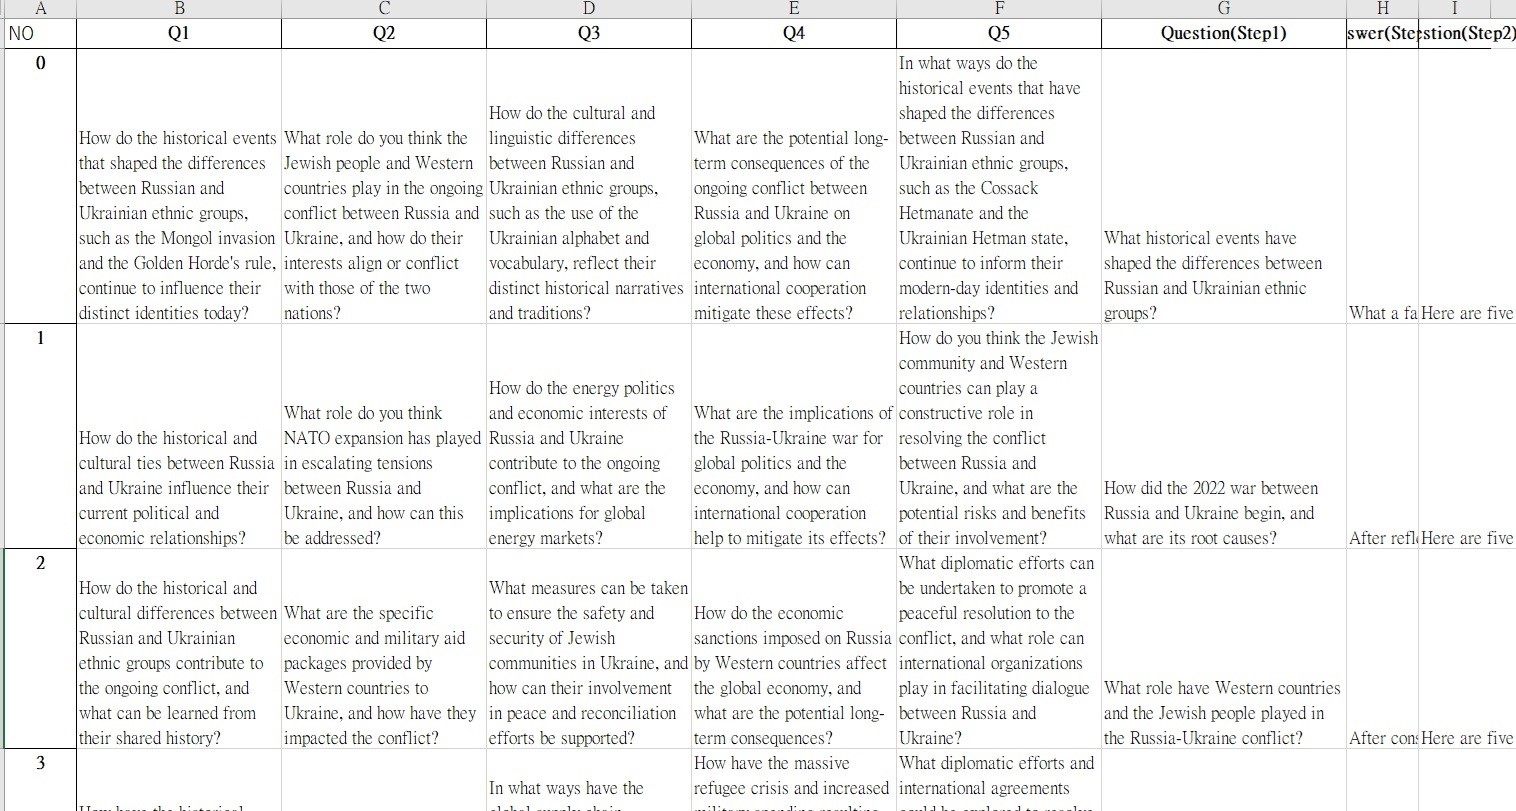 A B C D E F G H I
NO Q1 Q2 Q3 Q4 Q5 Question(Step1) swer(Ste stion(Step2)
0
How do the historical events
that shaped the differences
between Russian and
Ukrainian ethnic groups,
such as the Mongol invasion
and the Golden Horde's rule,
continue to influence their
distinct identities today?
What role do you think the
Jewish people and Western
countries play in the ongoing
conflict between Russia and
Ukraine, and how do their
interests align or conflict
with those of the two
nations?
How do the cultural and
linguistic differences
between Russian and
Ukrainian ethnic groups,
such as the use of the
Ukrainian alphabet and
vocabulary, reflect their
distinct historical narratives
and traditions?
What are the potential long-
term consequences of the
ongoing conflict between
Russia and Ukraine on
global politics and the
economy, and how can
international cooperation
mitigate these effects?
In what ways do the
historical events that have
shaped the differences
between Russian and
Ukrainian ethnic groups,
such as the Cossack
Hetmanate and the
Ukrainian Hetman state,
continue to inform their
modern-day identities and
relationships?
What historical events have
shaped the differences between
Russian and Ukrainian ethnic
groups?
What a fa
Here are five
1
How do the historical and
cultural ties between Russia
and Ukraine influence their
current political and
economic relationships?
What role do you think
NATO expansion has played
in escalating tensions
between Russia and
Ukraine, and how can this
be addressed?
How do the energy politics
and economic interests of
Russia and Ukraine
contribute to the ongoing
conflict, and what are the
implications for global
energy markets?
What are the implications of
the Russia-Ukraine war for
global politics and the
economy, and how can
international cooperation
help to mitigate its effects?
How do you think the Jewish
community and Western
countries can play a
constructive role in
resolving the conflict
between Russia and
Ukraine, and what are the
potential risks and benefits
of their involvement?
How did the 2022 war between
Russia and Ukraine begin, and
what are its root causes?
After refl
Here are five
2
How do the historical and
cultural differences between
Russian and Ukrainian
ethnic groups contribute to
the ongoing conflict, and
what can be learned from
their shared history?
What are the specific
economic and military aid
packages provided by
Western countries to
Ukraine, and how have they
impacted the conflict?
What measures can be taken
to ensure the safety and
security of Jewish
communities in Ukraine, and
how can their involvement
in peace and reconciliation
efforts be supported?
How do the economic
sanctions imposed on Russia
by Western countries affect
the global economy, and
what are the potential long-
term consequences?
What diplomatic efforts can
be undertaken to promote a
peaceful resolution to the
conflict, and what role can
international organizations
play in facilitating dialogue
between Russia and
Ukraine?
What role have Western countries
and the Jewish people played in
the Russia-Ukraine conflict?
After cons
Here are five
3
In what ways have the
How have the massive
refugee crisis and increased
What diplomatic efforts and
international agreements